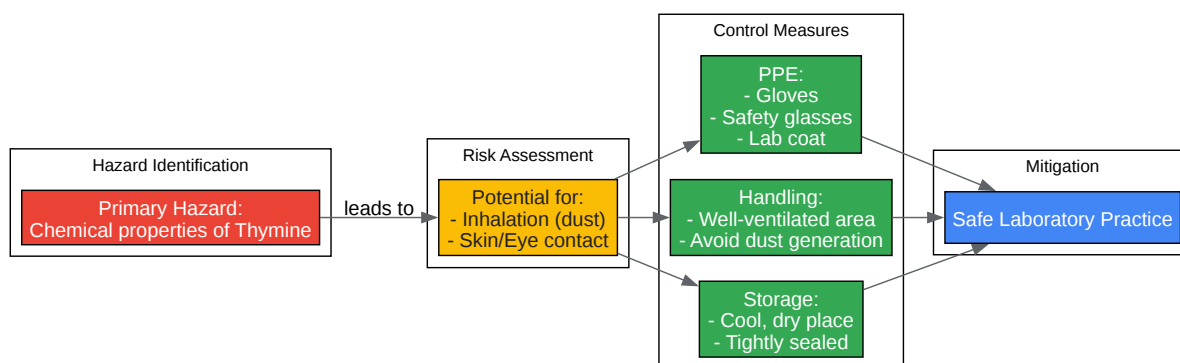 Hazard Identification
Primary Hazard:
Chemical properties of Thymine
leads to
Risk Assessment
Potential for:
- Inhalation (dust)
- Skin/Eye contact
Control Measures
PPE:
- Gloves
- Safety glasses
- Lab coat
Handling:
- Well-ventilated area
- Avoid dust generation
Storage:
- Cool, dry place
- Tightly sealed
Mitigation
Safe Laboratory Practice